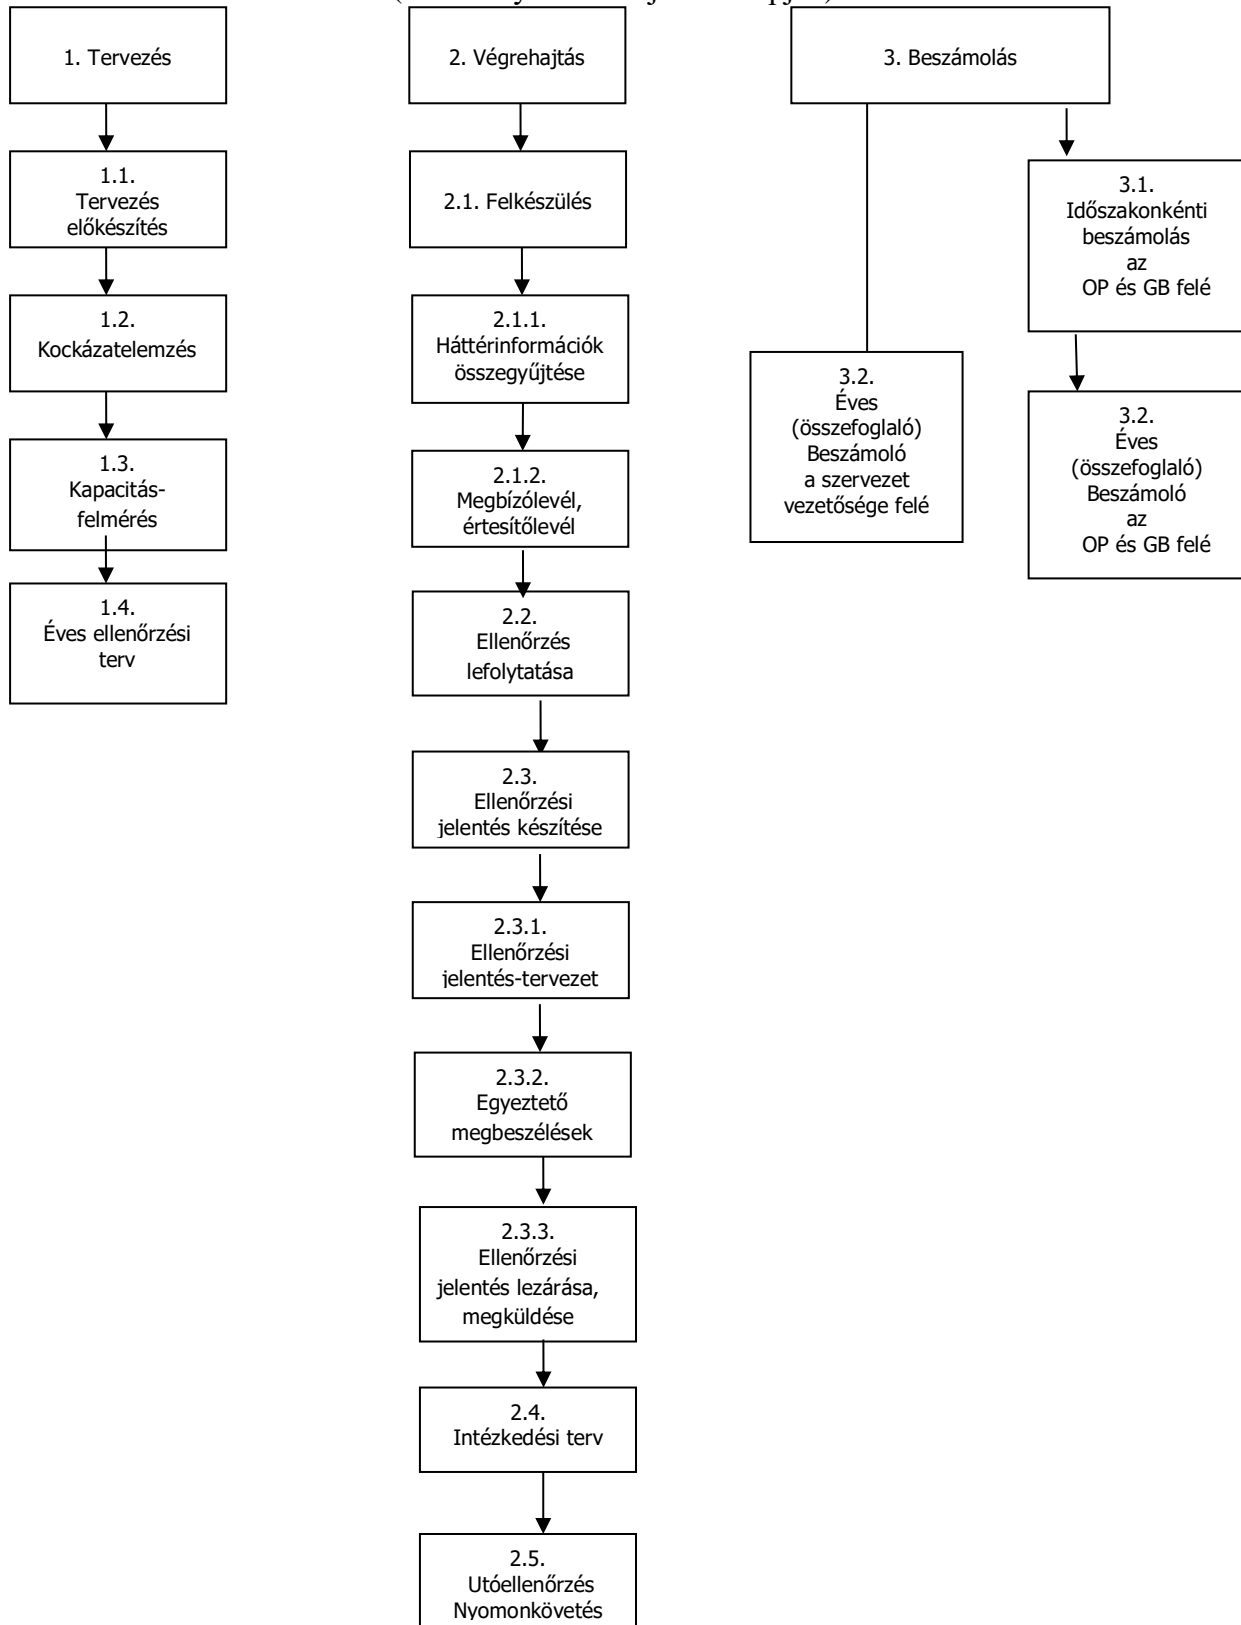 1. Tervezés
1.1.
Tervezés
előkészítés
1.2.
Kockázatelemzés
1.3.
Kapacitás-
felmérés
1.4.
Éves ellenőrzési
terv
2. Végrehajtás
2.1. Felkészülés
2.1.1.
Háttérinformációk
összegyűjtése
2.1.2.
Megbízólevél,
értesítőlevél
2.2.
Ellenőrzés
lefolytatása
2.3.
Ellenőrzési
jelentés készítése
2.3.1.
Ellenőrzési
jelentés-tervezet
2.3.2.
Egyeztető
megbeszélések
2.3.3.
Ellenőrzési
jelentés lezárása,
megküldése
2.4.
Intézkedési terv
2.5.
Utóellenőrzés
Nyomonkövetés
3. Beszámolás
3.2.
Éves
(összefoglaló)
Beszámoló
a szervezet
vezetősége felé
3.1.
Időszakonkénti
beszámolás
az
OP és GB felé
3.2.
Éves
(összefoglaló)
Beszámoló
az
OP és GB felé